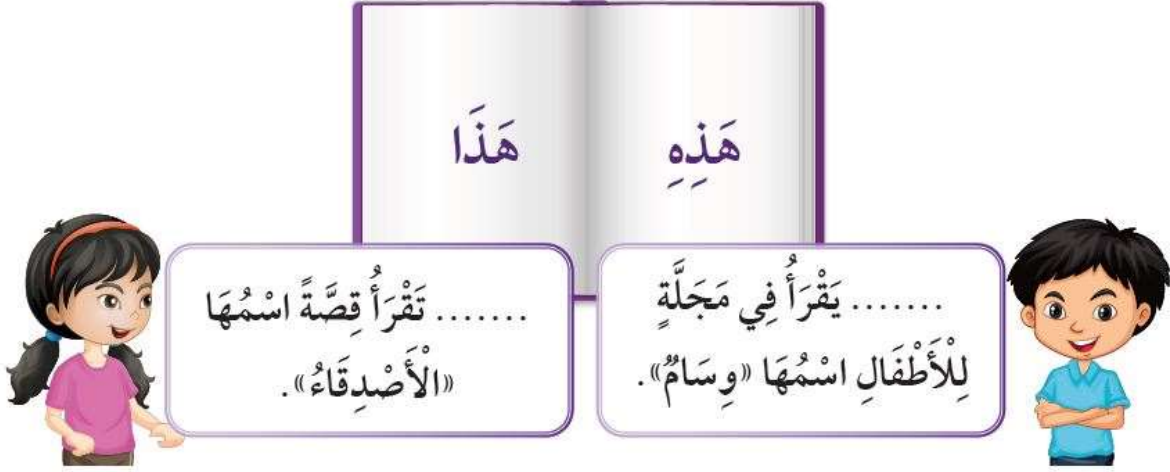 هَذِهِ
هَذَا
....... يَقْرَأُ فِي مَجَلَّةٍ
لِلْأَطْفَالِ اسْمُهَا «وِسَامٌ».
....... تَقْرَأُ قِصَّةً اسْمُهَا
«الْأَصْدِقَاءُ».